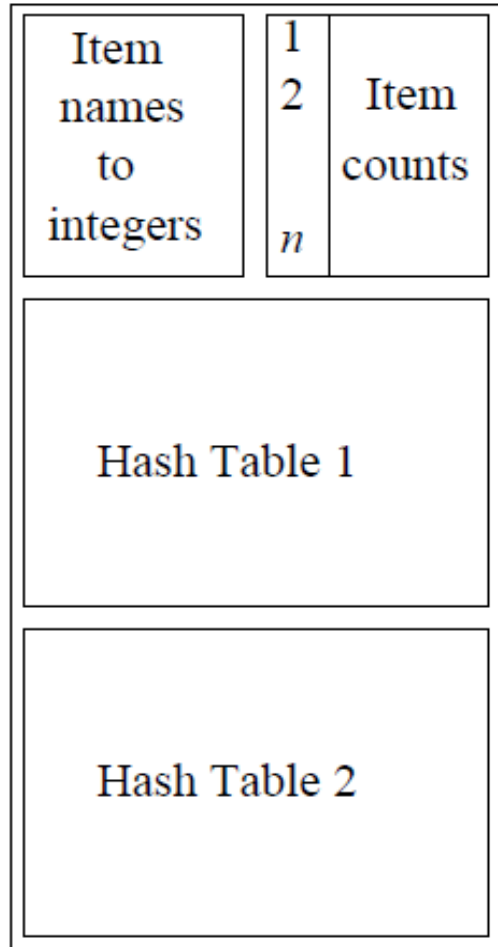 Item
names
to
integers
1
2
n
Item
counts
Hash Table 1
Hash Table 2